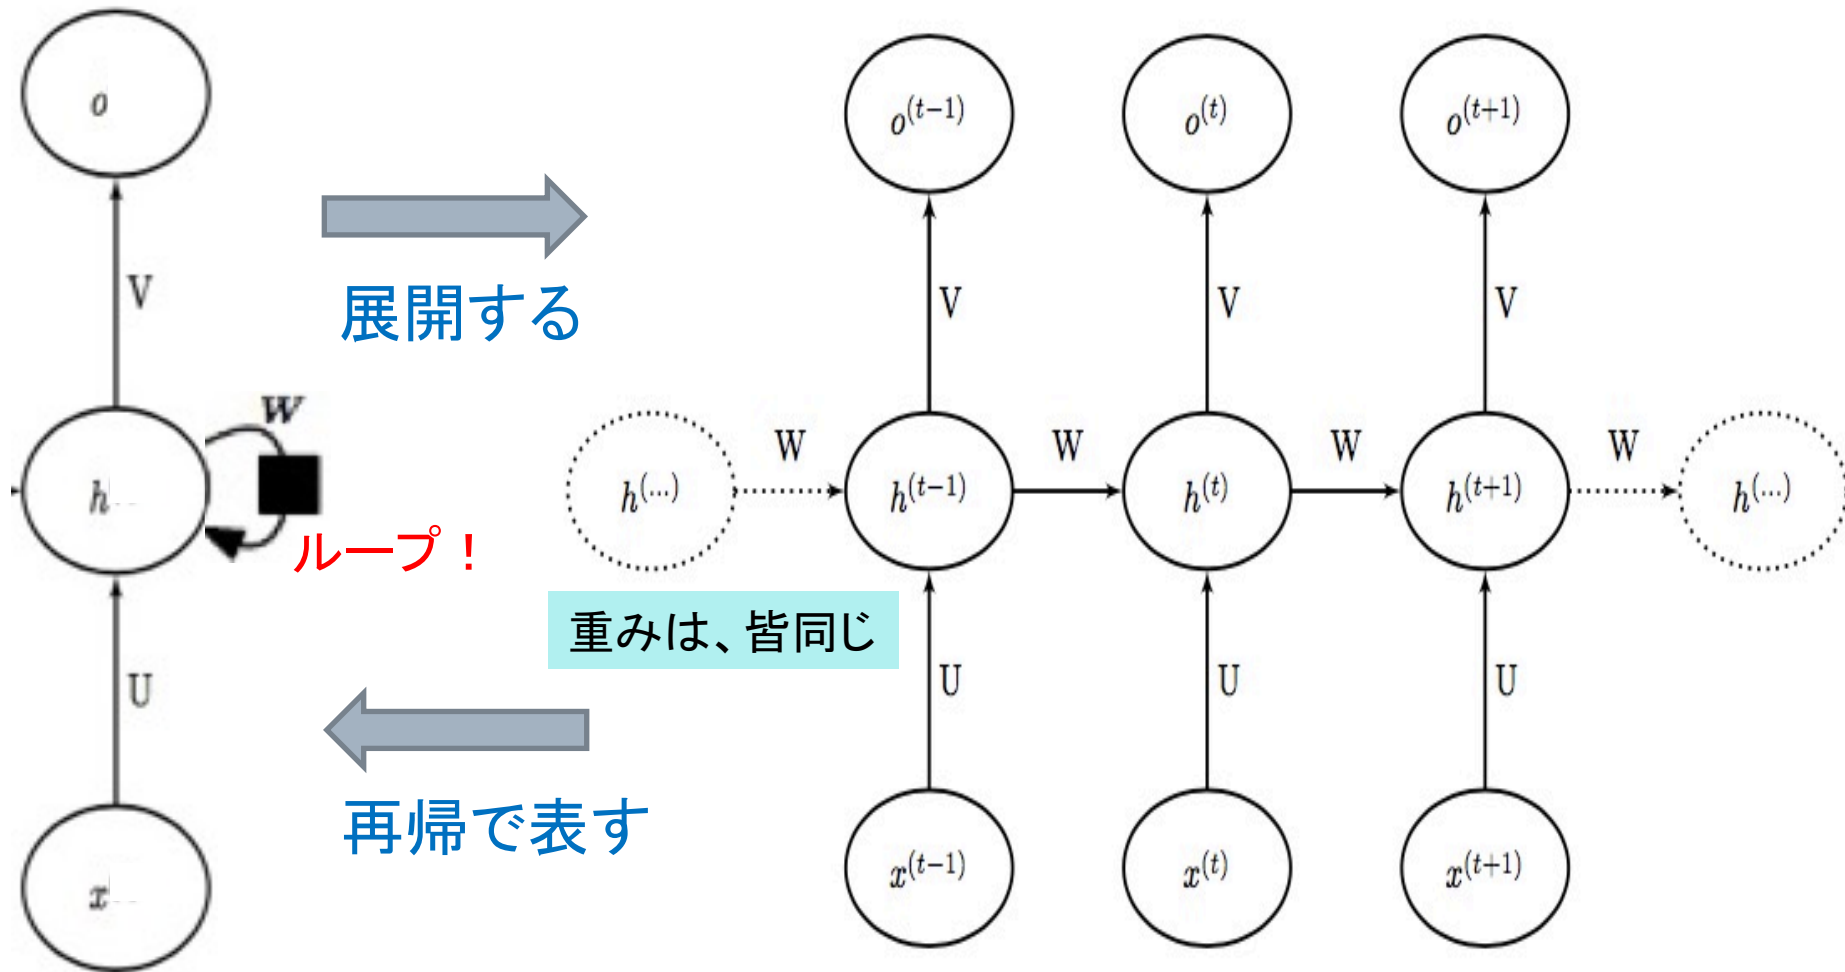 o
V
W
h
ループ！
U
x
展開する
再帰で表す
重みは、皆同じ
o^(t−1) o^(t) o^(t+1)
V V V
W W W W
h^(...) h^(t−1) h^(t) h^(t+1) h^(...)
U U U
x^(t−1) x^(t) x^(t+1)